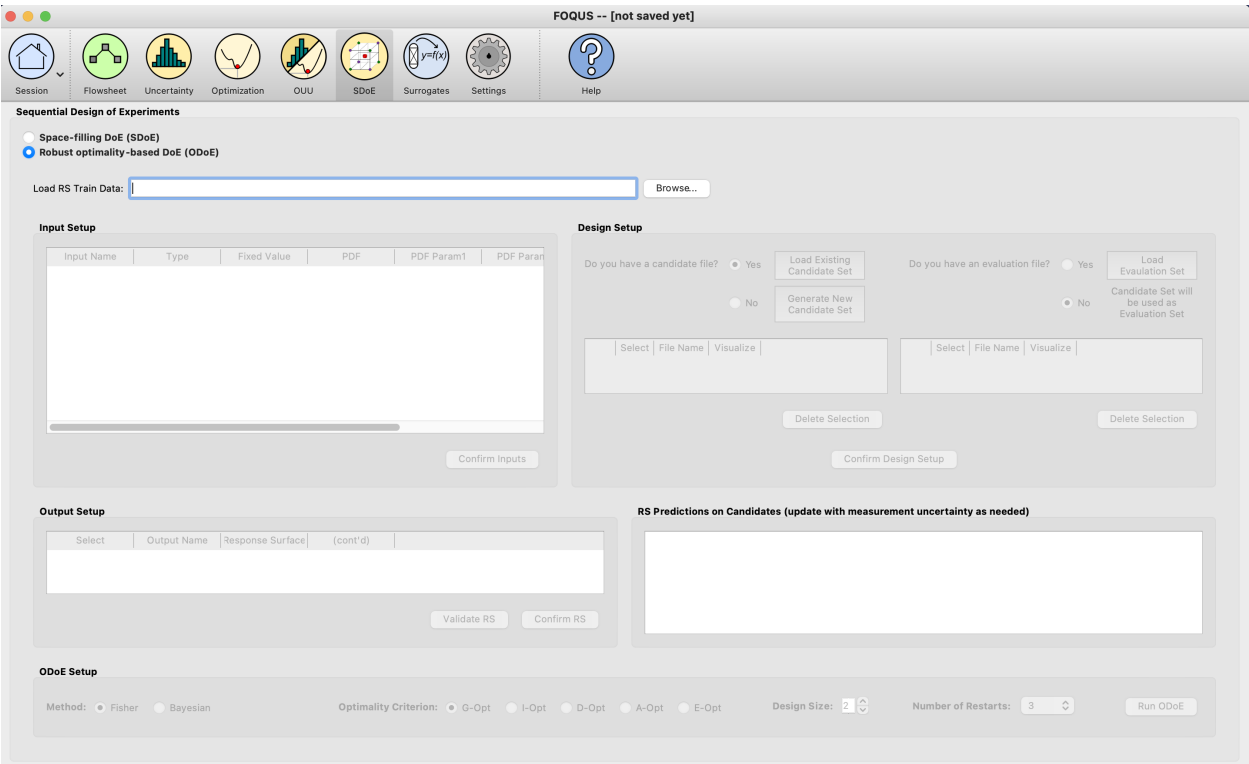 FOQUS -- [not saved yet]
y=f(x)
Session Flowsheet Uncertainty Optimization OUU SDoE Surrogates Settings Help
Sequential Design of Experiments
Space-filling DoE (SDoE)
Robust optimality-based DoE (ODoE)
Load RS Train Data: Browse...
Input Setup
Input Name Type Fixed Value PDF PDF Param1 PDF Param
Confirm Inputs
Design Setup
Do you have a candidate file? Yes
Load Existing
Candidate Set
No
Generate New
Candidate Set
Do you have an evaluation file? Yes
Load
Evaulation Set
No
Candidate Set will
be used as
Evaluation Set
Select File Name Visualize
Select File Name Visualize
Delete Selection
Delete Selection
Confirm Design Setup
Output Setup
Select Output Name Response Surface (cont'd)
Validate RS Confirm RS
RS Predictions on Candidates (update with measurement uncertainty as needed)
ODoE Setup
Method: Fisher Bayesian Optimality Criterion: G-Opt I-Opt D-Opt A-Opt E-Opt Design Size: 2 Number of Restarts: 3 Run ODoE